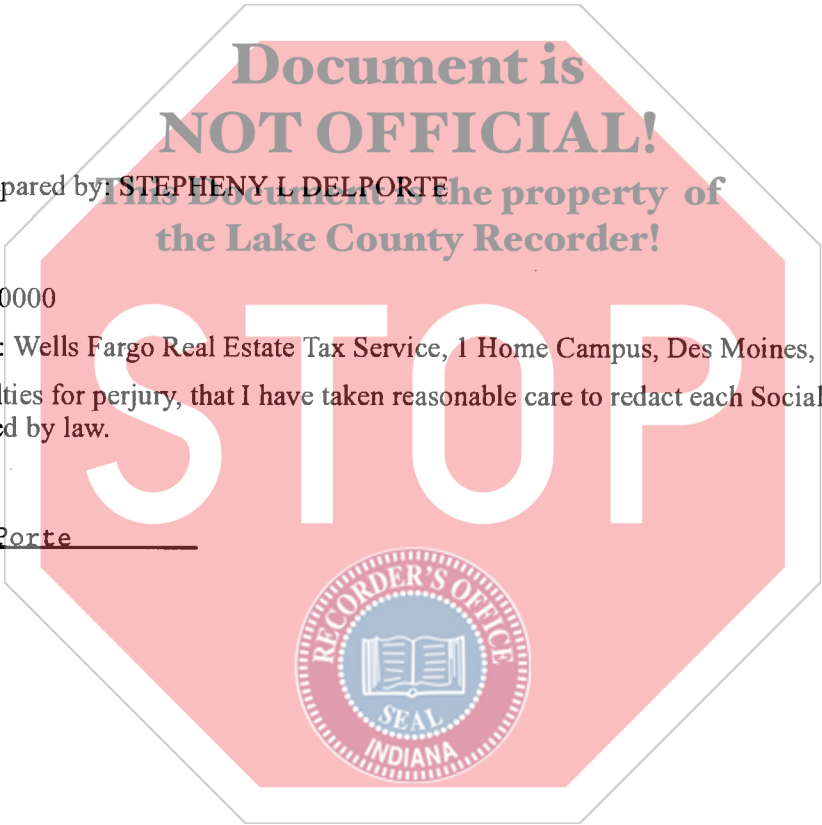 Document is
NOT OFFICIAL!
pared by: STEPHENY L DELPORTE
This Document is the property of
the Lake County Recorder!
0000
: Wells Fargo Real Estate Tax Service, 1 Home Campus, Des Moines,
lties for perjury, that I have taken reasonable care to redact each Social
ed by law.
STOP
Porte
RECORDER'S OFFICE
SEAL
INDIANA